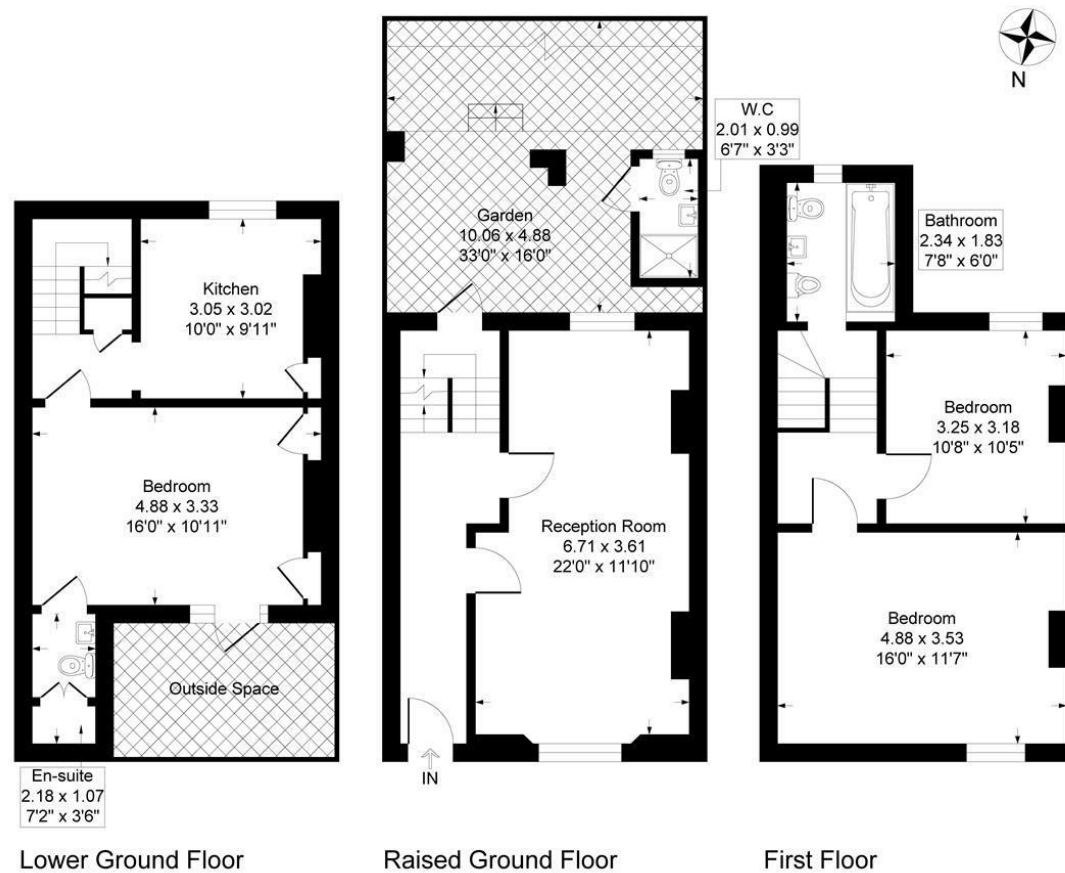 N
W.C
2.01 x 0.99
6'7" x 3'3"
Garden
10.06 x 4.88
33'0" x 16'0"
Bathroom
2.34 x 1.83
7'8" x 6'0"
Kitchen
3.05 x 3.02
10'0" x 9'11"
Bedroom
3.25 x 3.18
10'8" x 10'5"
Bedroom
4.88 x 3.33
16'0" x 10'11"
Reception Room
6.71 x 3.61
22'0" x 11'10"
Bedroom
4.88 x 3.53
16'0" x 11'7"
Outside Space
En-suite
2.18 x 1.07
7'2" x 3'6"
IN
Lower Ground Floor
Raised Ground Floor
First Floor